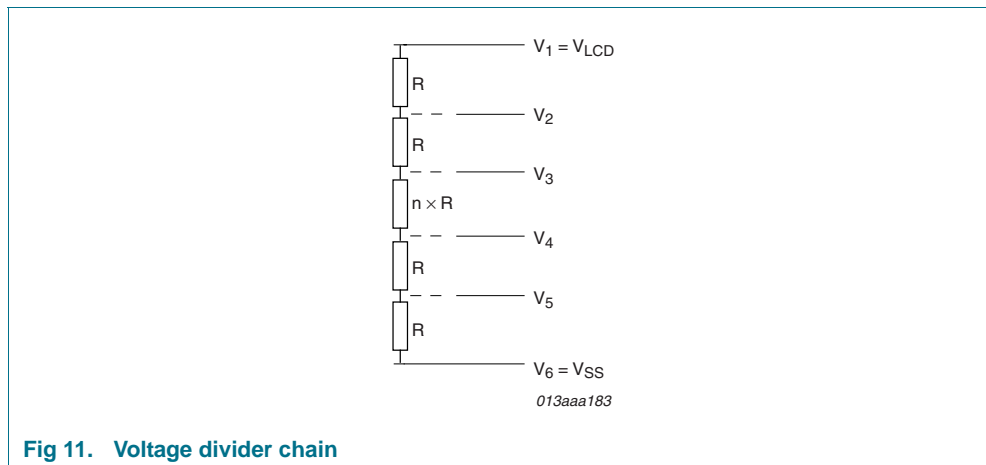 V1 = VLCD
R
V2
R
V3
n × R
V4
R
V5
R
V6 = VSS
013aaa183
Fig 11. Voltage divider chain